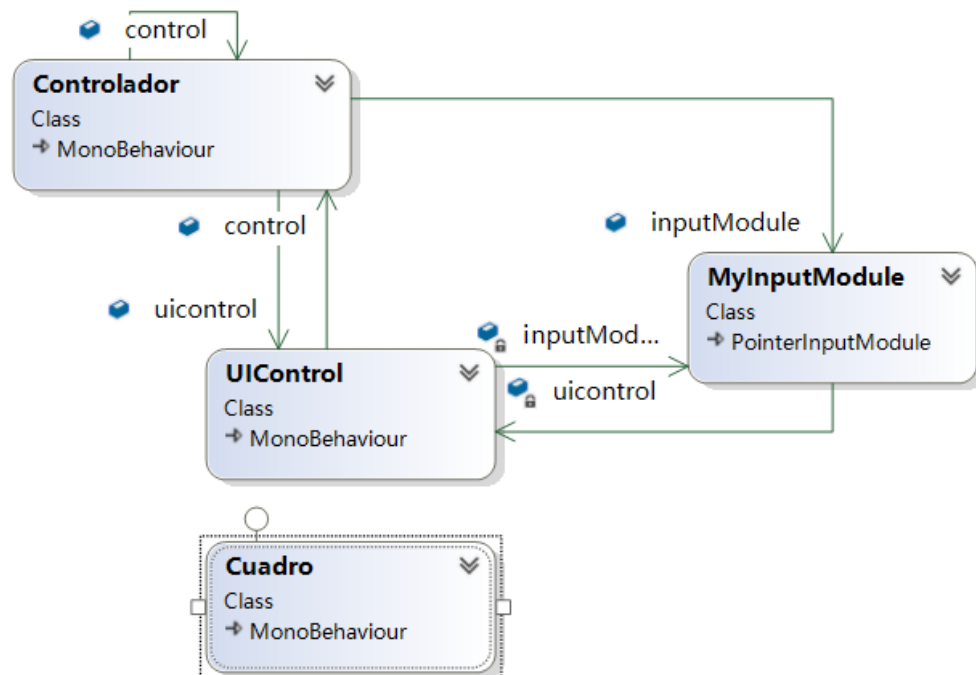 control
Controlador
Class
MonoBehaviour
control
inputModule
uicontrol
MyInputModule
Class
PointerInputModule
inputMod...
uicontrol
UIControl
Class
MonoBehaviour
Cuadro
Class
MonoBehaviour